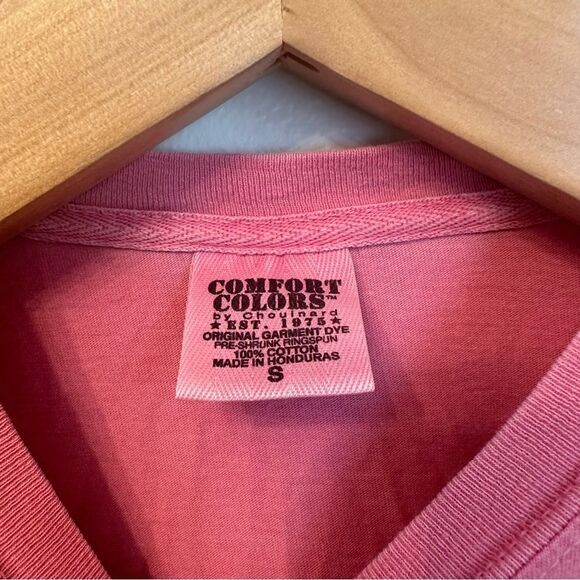 COMFORT
COLORS™
by Chouinard
★ EST. 1975 ★
ORIGINAL GARMENT DYE
PRE-SHRUNK RINGSPUN
100% COTTON
MADE IN HONDURAS
S